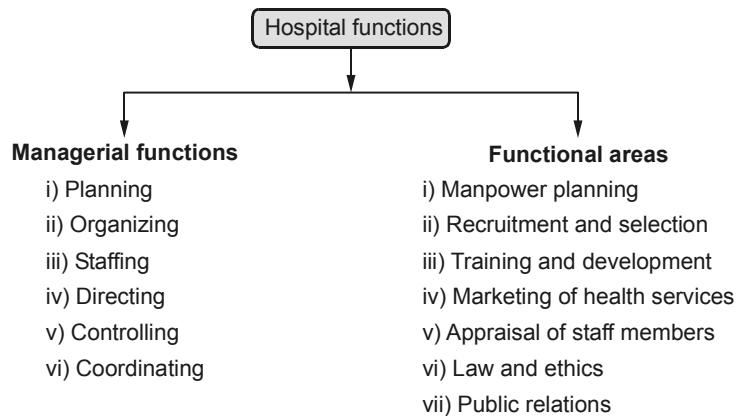 Hospital functions
Managerial functions
i) Planning
ii) Organizing
iii) Staffing
iv) Directing
v) Controlling
vi) Coordinating
Functional areas
i) Manpower planning
ii) Recruitment and selection
iii) Training and development
iv) Marketing of health services
v) Appraisal of staff members
vi) Law and ethics
vii) Public relations